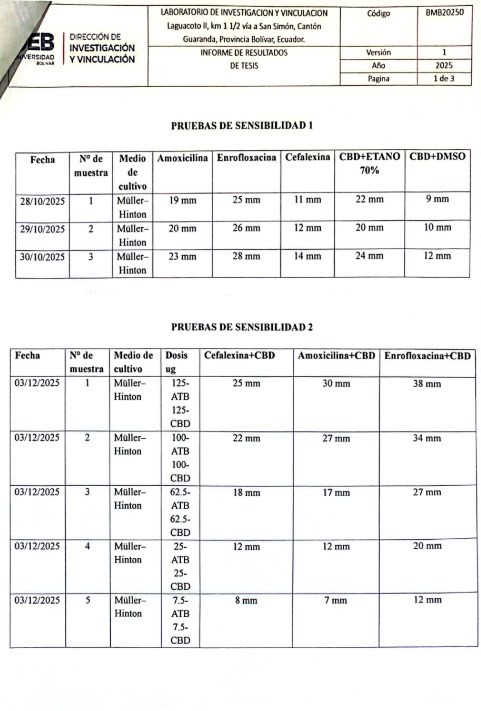 EB
VERSIDAD
BOLÍVAR
DIRECCIÓN DE
INVESTIGACIÓN
Y VINCULACIÓN
LABORATORIO DE INVESTIGACION Y VINCULACION
Laguacoto II, km 1 1/2 vía a San Simón, Cantón
Guaranda, Provincia Bolívar, Ecuador.
Código BMB20250
INFORME DE RESULTADOS
DE TESIS
Versión 1
Año 2025
Pagina 1 de 3
PRUEBAS DE SENSIBILIDAD 1
Fecha N° de muestra Medio de cultivo Amoxicilina Enrofloxacina Cefalexina CBD+ETANO 70% CBD+DMSO
28/10/2025 1 Müller–Hinton 19 mm 25 mm 11 mm 22 mm 9 mm
29/10/2025 2 Müller–Hinton 20 mm 26 mm 12 mm 20 mm 10 mm
30/10/2025 3 Müller–Hinton 23 mm 28 mm 14 mm 24 mm 12 mm
PRUEBAS DE SENSIBILIDAD 2
Fecha N° de muestra Medio de cultivo Dosis ug Cefalexina+CBD Amoxicilina+CBD Enrofloxacina+CBD
03/12/2025 1 Müller–Hinton 125-ATB 125-CBD 25 mm 30 mm 38 mm
03/12/2025 2 Müller–Hinton 100-ATB 100-CBD 22 mm 27 mm 34 mm
03/12/2025 3 Müller–Hinton 62.5-ATB 62.5-CBD 18 mm 17 mm 27 mm
03/12/2025 4 Müller–Hinton 25-ATB 25-CBD 12 mm 12 mm 20 mm
03/12/2025 5 Müller–Hinton 7.5-ATB 7.5-CBD 8 mm 7 mm 12 mm